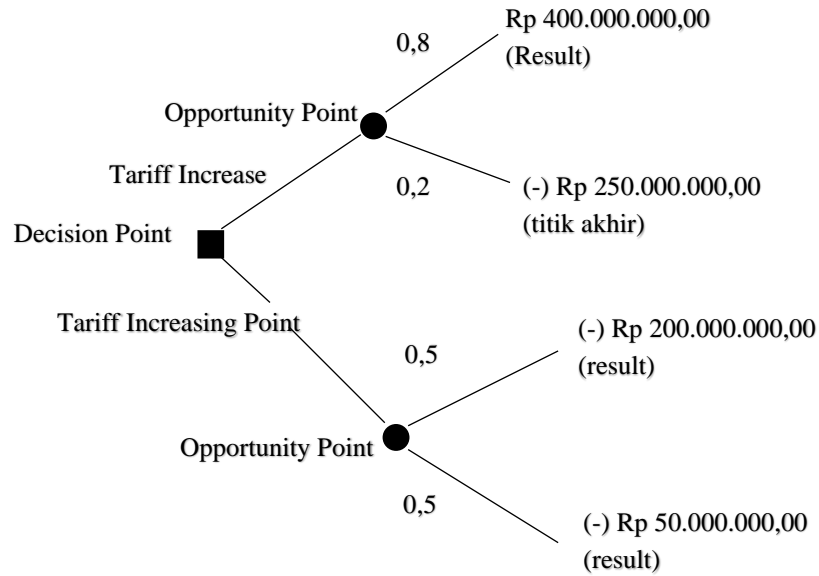 Rp 400.000.000,00
(Result)
0,8
Opportunity Point
Tariff Increase
0,2
(-) Rp 250.000.000,00
(titik akhir)
Decision Point
Tariff Increasing Point
0,5
(-) Rp 200.000.000,00
(result)
Opportunity Point
0,5
(-) Rp 50.000.000,00
(result)